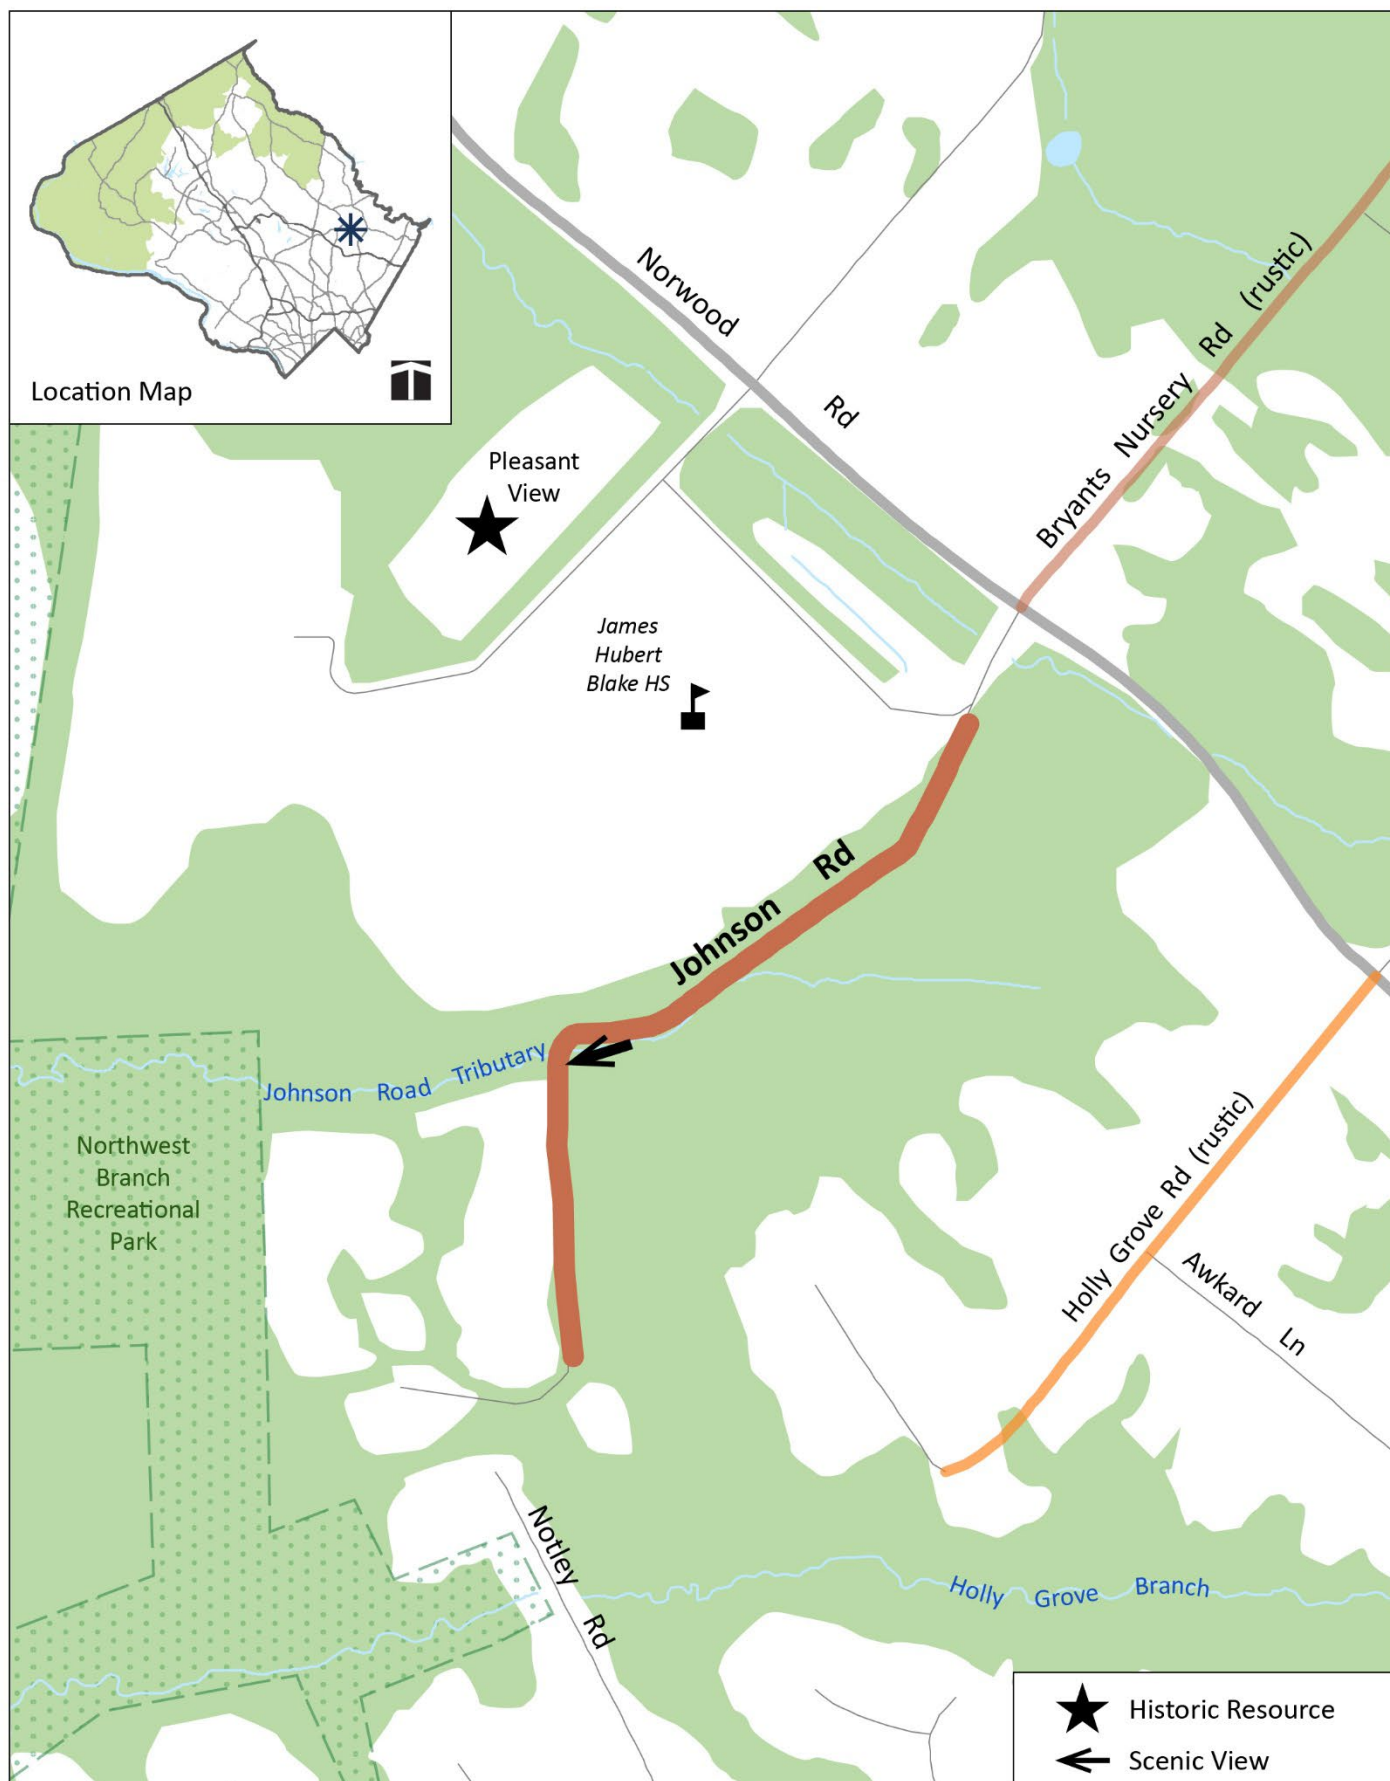 Location Map
Norwood
Rd
Bryants Nursery Rd (rustic)
Pleasant
View
James
Hubert
Blake HS
Johnson Rd
Johnson Road Tributary
Northwest
Branch
Recreational
Park
Holly Grove Rd (rustic)
Awkard Ln
Notley Rd
Holly Grove Branch
Historic Resource
Scenic View